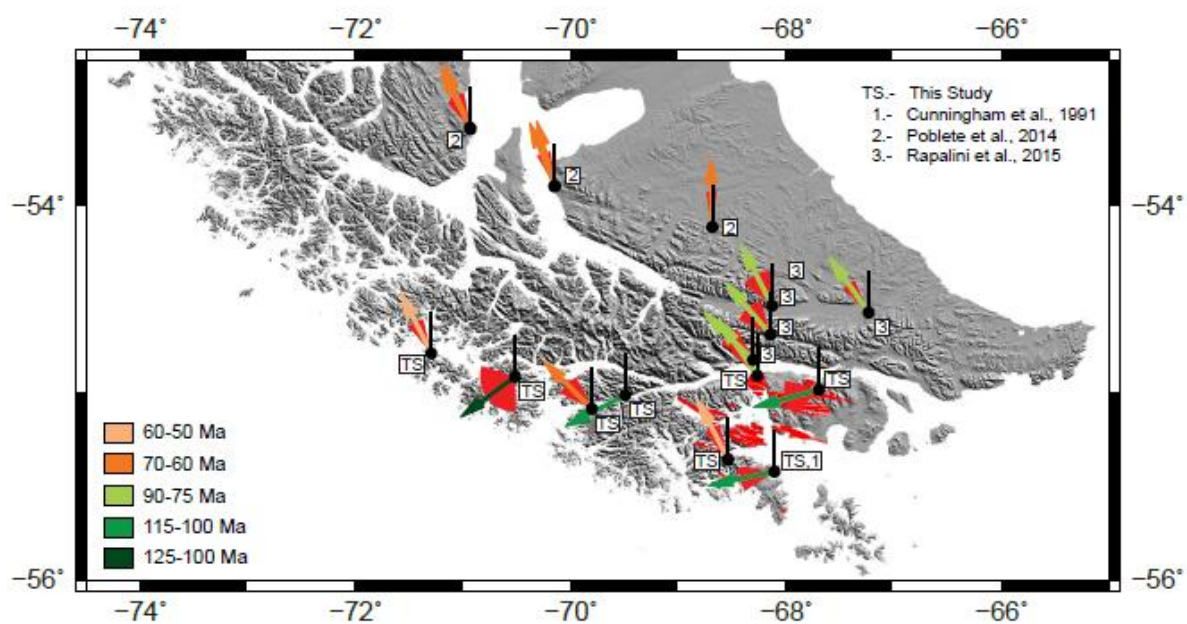 −74° −72° −70° −68° −66°
TS.- This Study
1.- Cunningham et al., 1991
2.- Poblete et al., 2014
3.- Rapalini et al., 2015
2
2
−54° −54°
2
3
3
3
3
3
TS
TS
TS
TS
TS
TS
TS
TS,1
60-50 Ma
70-60 Ma
90-75 Ma
115-100 Ma
125-100 Ma
−56° −56°
−74° −72° −70° −68° −66°